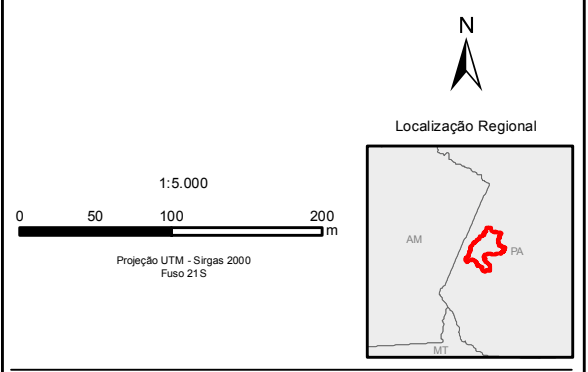 N
Localização Regional
1:5.000
0 50 100 200
m
Projeção UTM - Sirgas 2000
Fuso 21S
AM
PA
MT